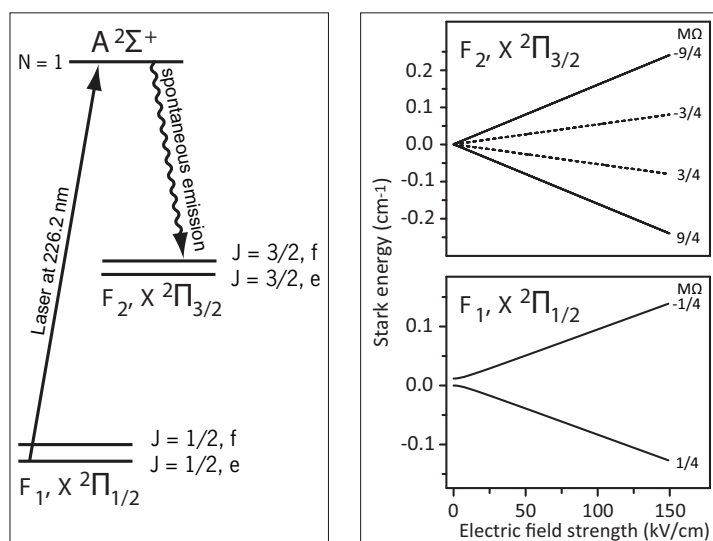 A ²Σ⁺
N = 1
Laser at 226.2 nm
spontaneous emission
J = 3/2, f
J = 3/2, e
F₂, X ²Π₃/₂
J = 1/2, f
J = 1/2, e
F₁, X ²Π₁/₂
Stark energy (cm⁻¹)
F₂, X ²Π₃/₂
MΩ
-9/4
-3/4
3/4
9/4
0.2
0.1
0.0
-0.1
-0.2
F₁, X ²Π₁/₂
MΩ
-1/4
1/4
0.1
0.0
-0.1
0 50 100 150
Electric field strength (kV/cm)